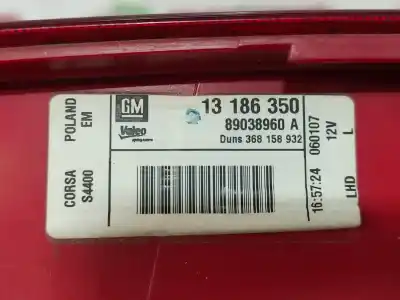 GM
13 186 350
Valeo
89038960 A
Duns 368 158 932
POLAND
EM
CORSA
S4400
060107
12V
L
16:57:24
LHD